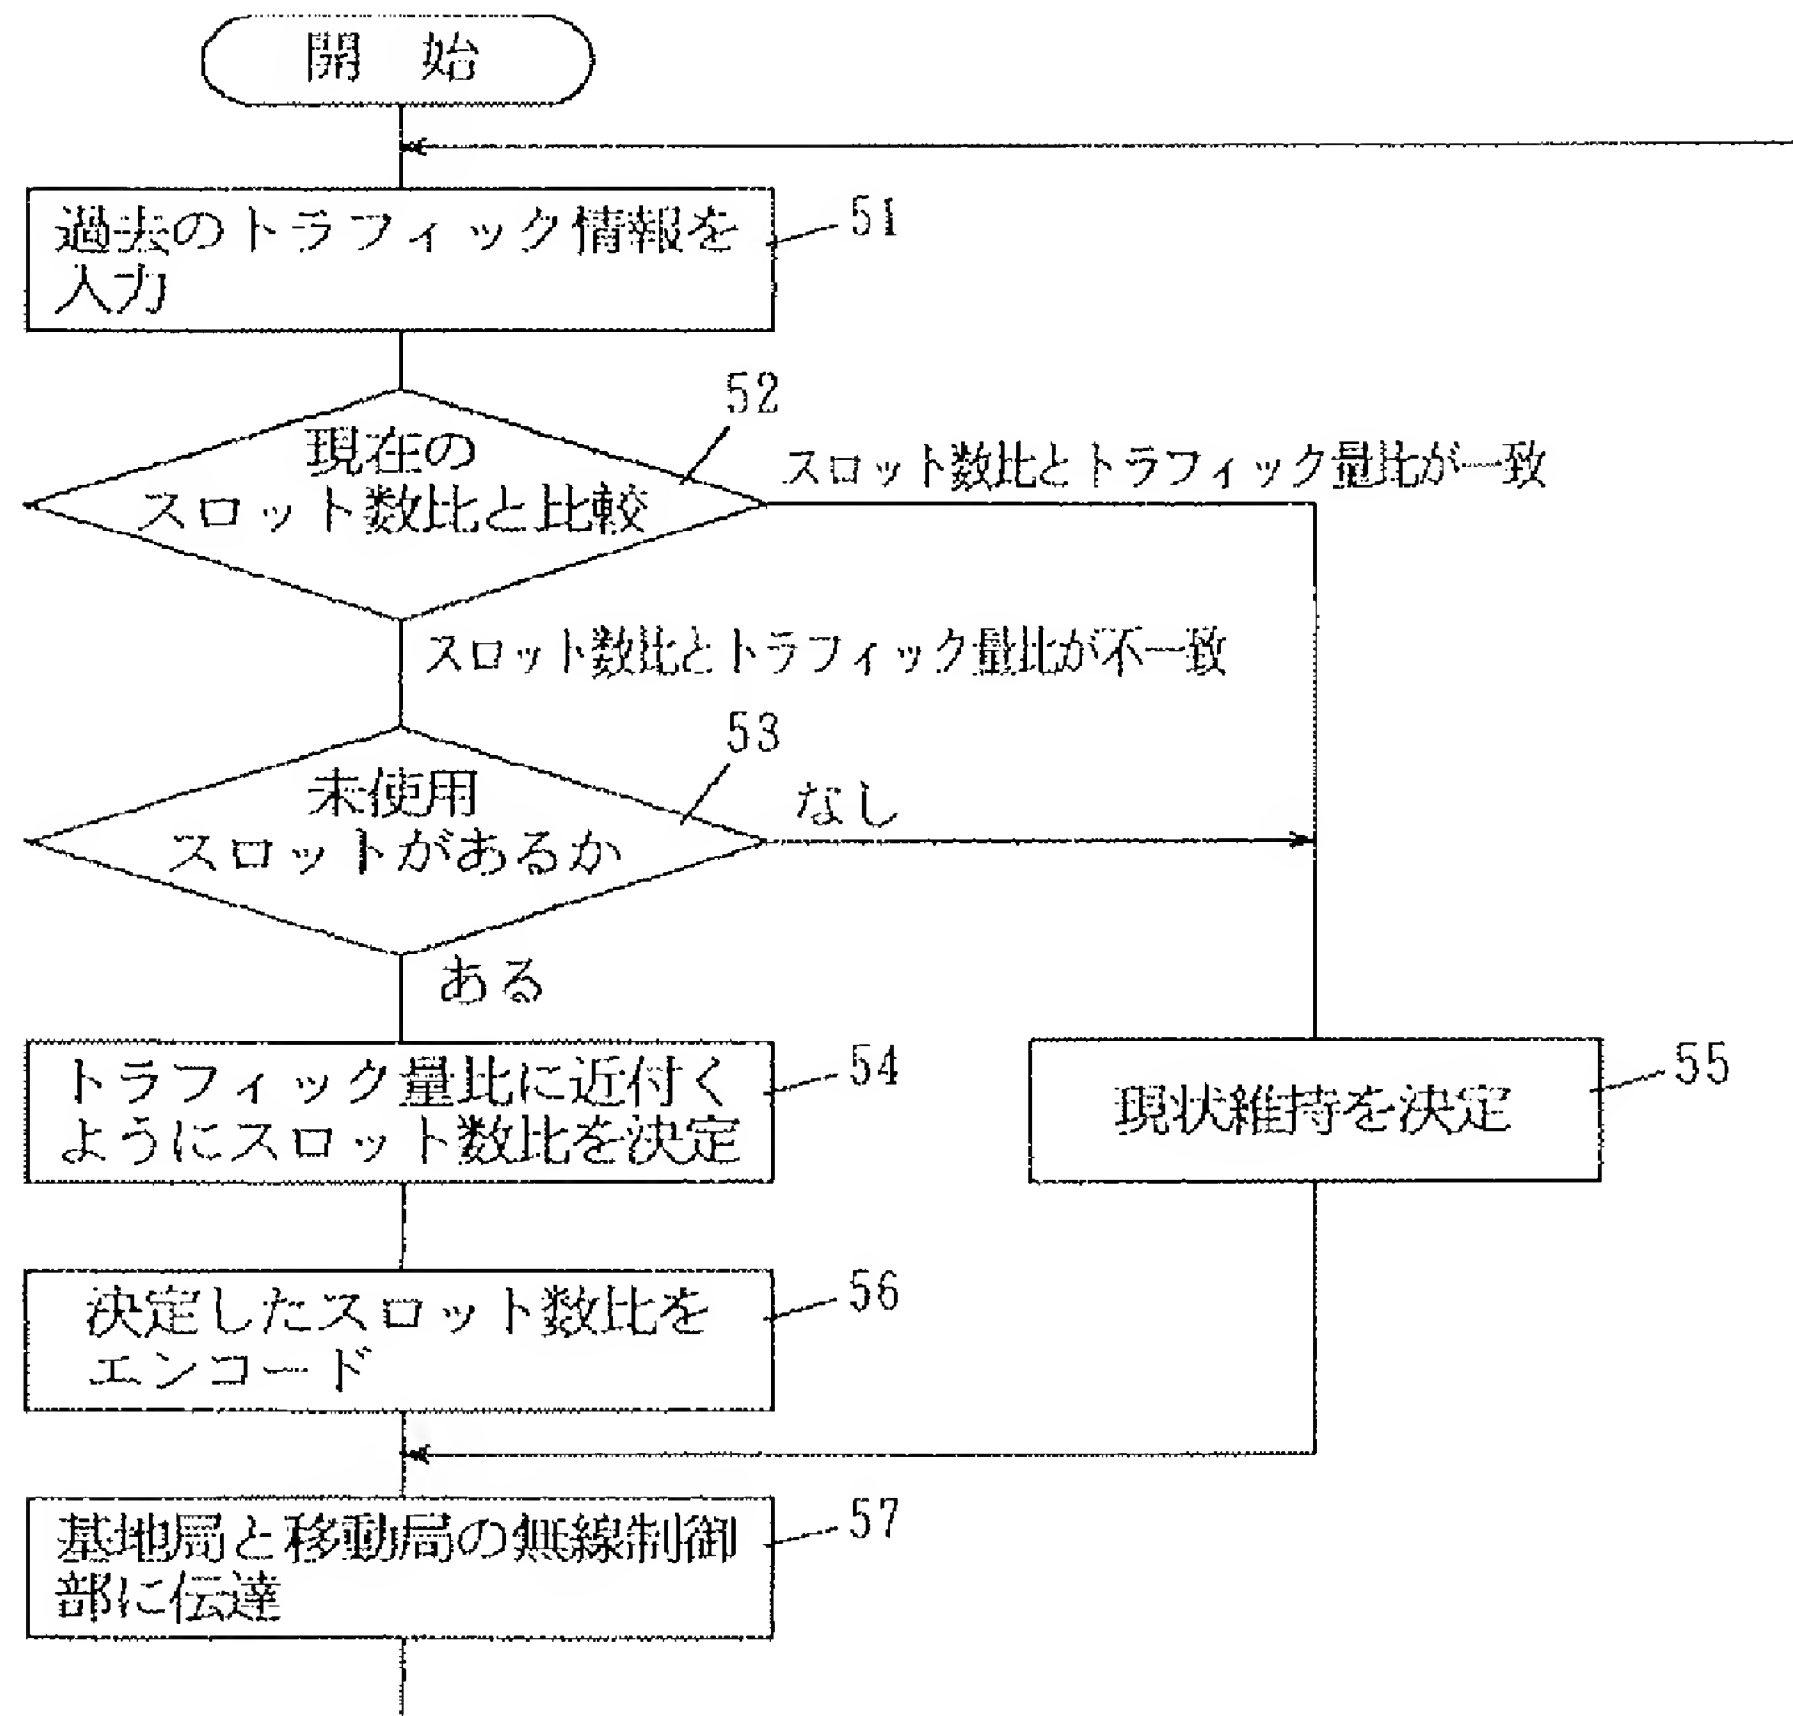 開 始
過去のトラフィック情報を
入力
51
現在の
スロット数比と比較
52
スロット数比とトラフィック量比が一致
スロット数比とトラフィック量比が不一致
未使用
スロットがあるか
53
なし
ある
トラフィック量比に近付く
ようにスロット数比を決定
54
現状維持を決定
55
決定したスロット数比を
エンコード
56
基地局と移動局の無線制御
部に伝達
57